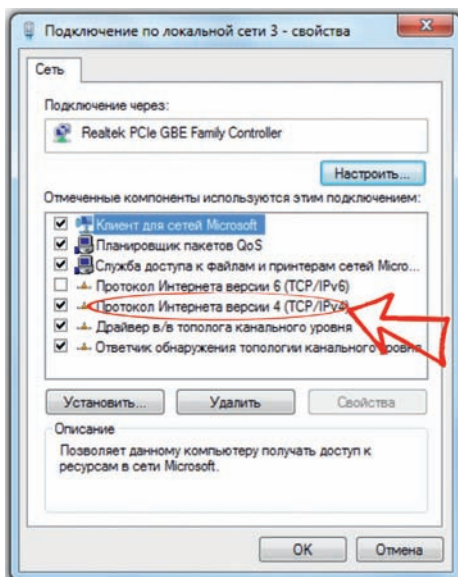 Подключение по локальной сети 3 - свойства
Сеть
Подключение через:
Realtek PCIe GBE Family Controller
Настроить...
Отмеченные компоненты используются этим подключением:
Клиент для сетей Microsoft
Планировщик пакетов QoS
Служба доступа к файлам и принтерам сетей Micro...
Протокол Интернета версии 6 (TCP/IPv6)
Протокол Интернета версии 4 (TCP/IPv4)
Драйвер в/в тополога канального уровня
Ответчик обнаружения топологии канального уровня
Установить...
Удалить
Свойства
Описание
Позволяет данному компьютеру получать доступ к
ресурсам в сети Microsoft.
OK
Отмена